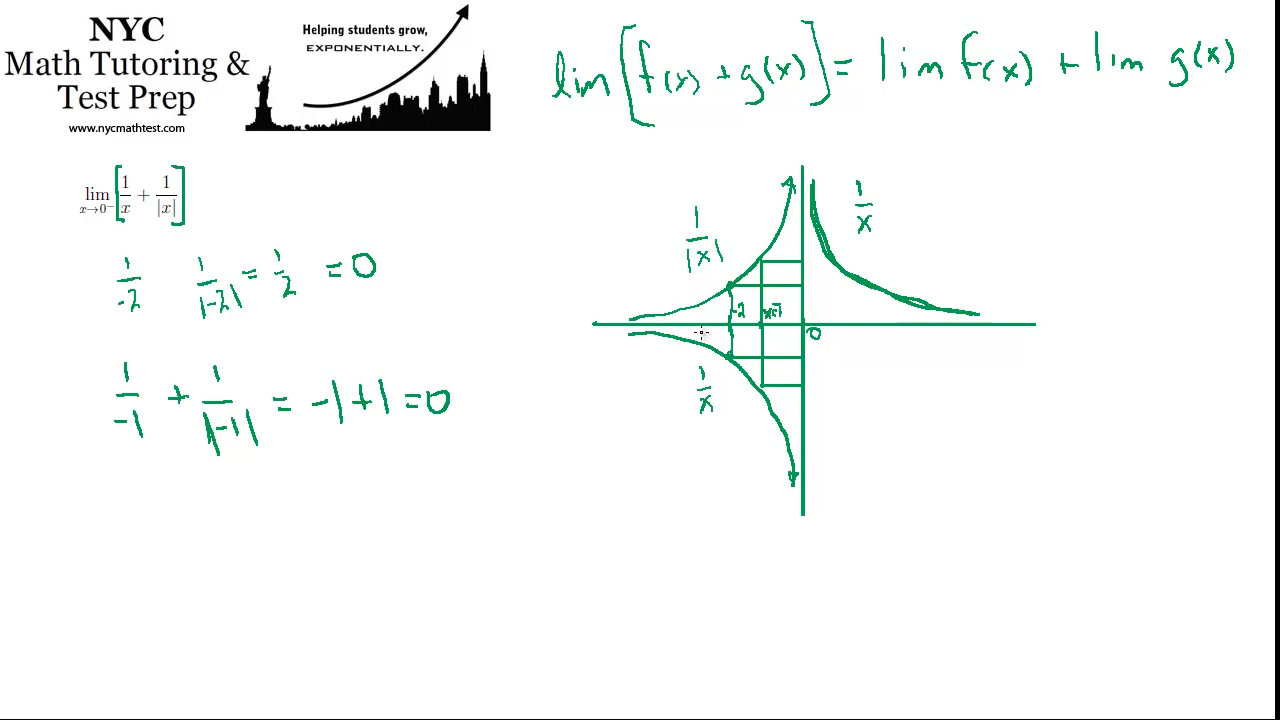 NYC
Math Tutoring &
Test Prep
www.nycmathtest.com
Helping students grow,
EXPONENTIALLY.
lim [f(x) + g(x)] = lim f(x) + lim g(x)
lim x→0⁻ [1/x + 1/|x|]
1/-2 1/|-2| = 1/2 = 0
1/-1 + 1/|-1| = -1 + 1 = 0
1/|x|
1/x
-2
x=-1
0
1/x